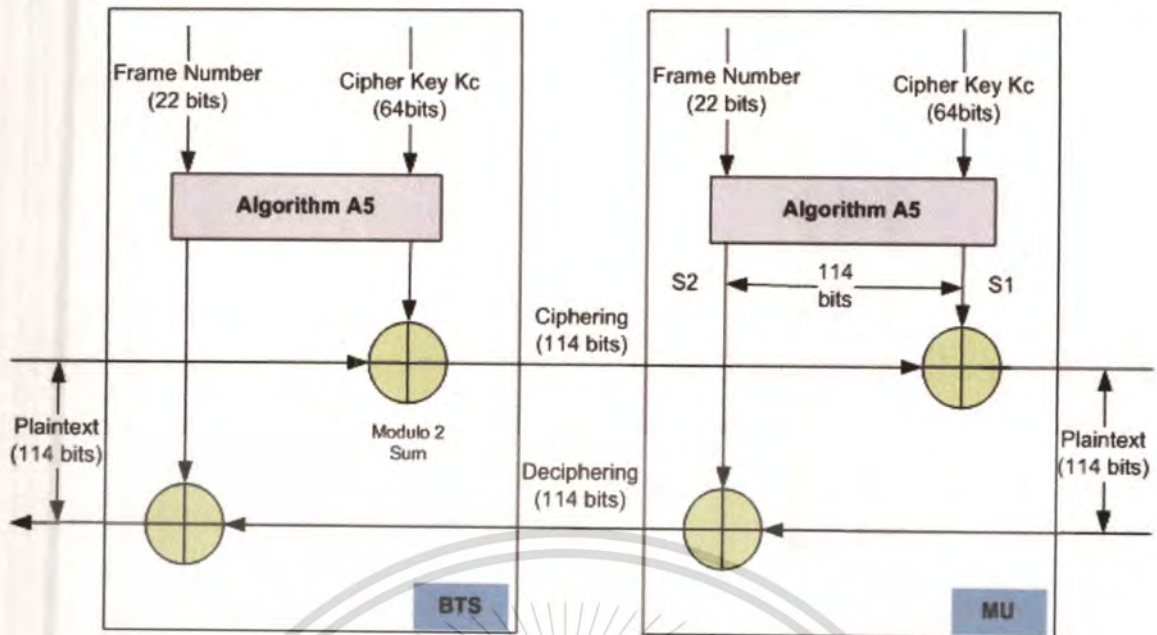 Frame Number
(22 bits)
Cipher Key Kc
(64bits)
Frame Number
(22 bits)
Cipher Key Kc
(64bits)
Algorithm A5
Algorithm A5
S2
114
bits
S1
Ciphering
(114 bits)
Plaintext
(114 bits)
Modulo 2
Sum
Plaintext
(114 bits)
Deciphering
(114 bits)
BTS
MU